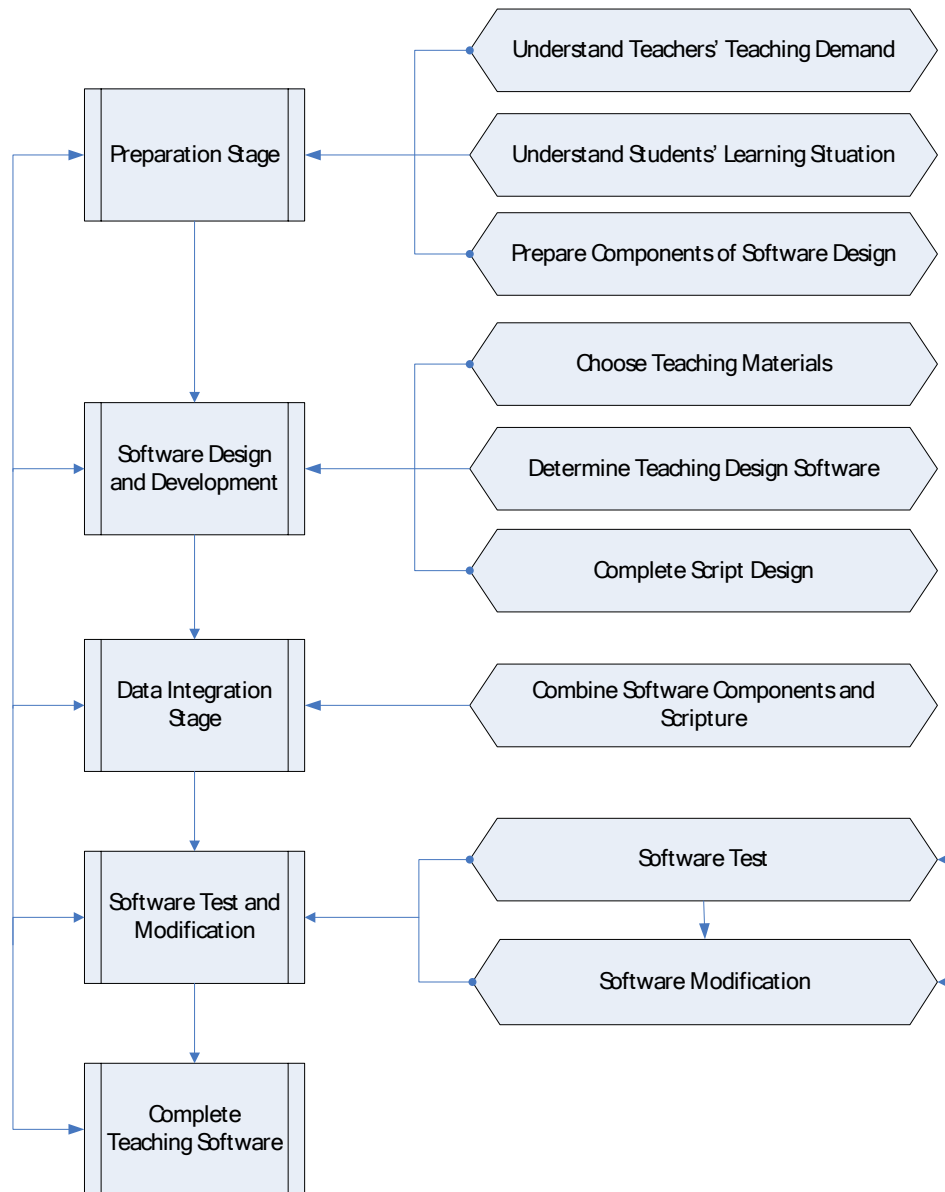 Understand Teachers’ Teaching Demand
Preparation Stage
Understand Students’ Learning Situation
Prepare Components of Software Design
Choose Teaching Materials
Software Design
and Development
Determine Teaching Design Software
Complete Script Design
Data Integration
Stage
Combine Software Components and
Scripture
Software Test
Software Test and
Modification
Software Modification
Complete
Teaching Software